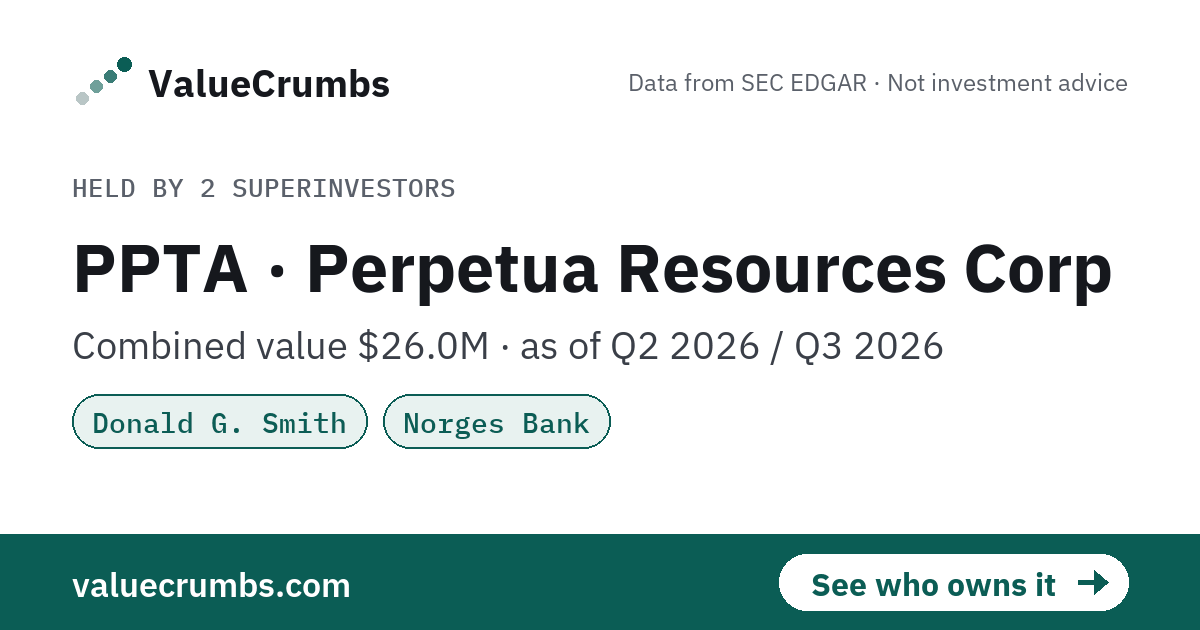 ValueCrumbs
Data from SEC EDGAR · Not investment advice
HELD BY 2 SUPERINVESTORS
PPTA · Perpetua Resources Corp
Combined value $26.0M · as of Q2 2026 / Q3 2026
Donald G. Smith
Norges Bank
valuecrumbs.com
See who owns it